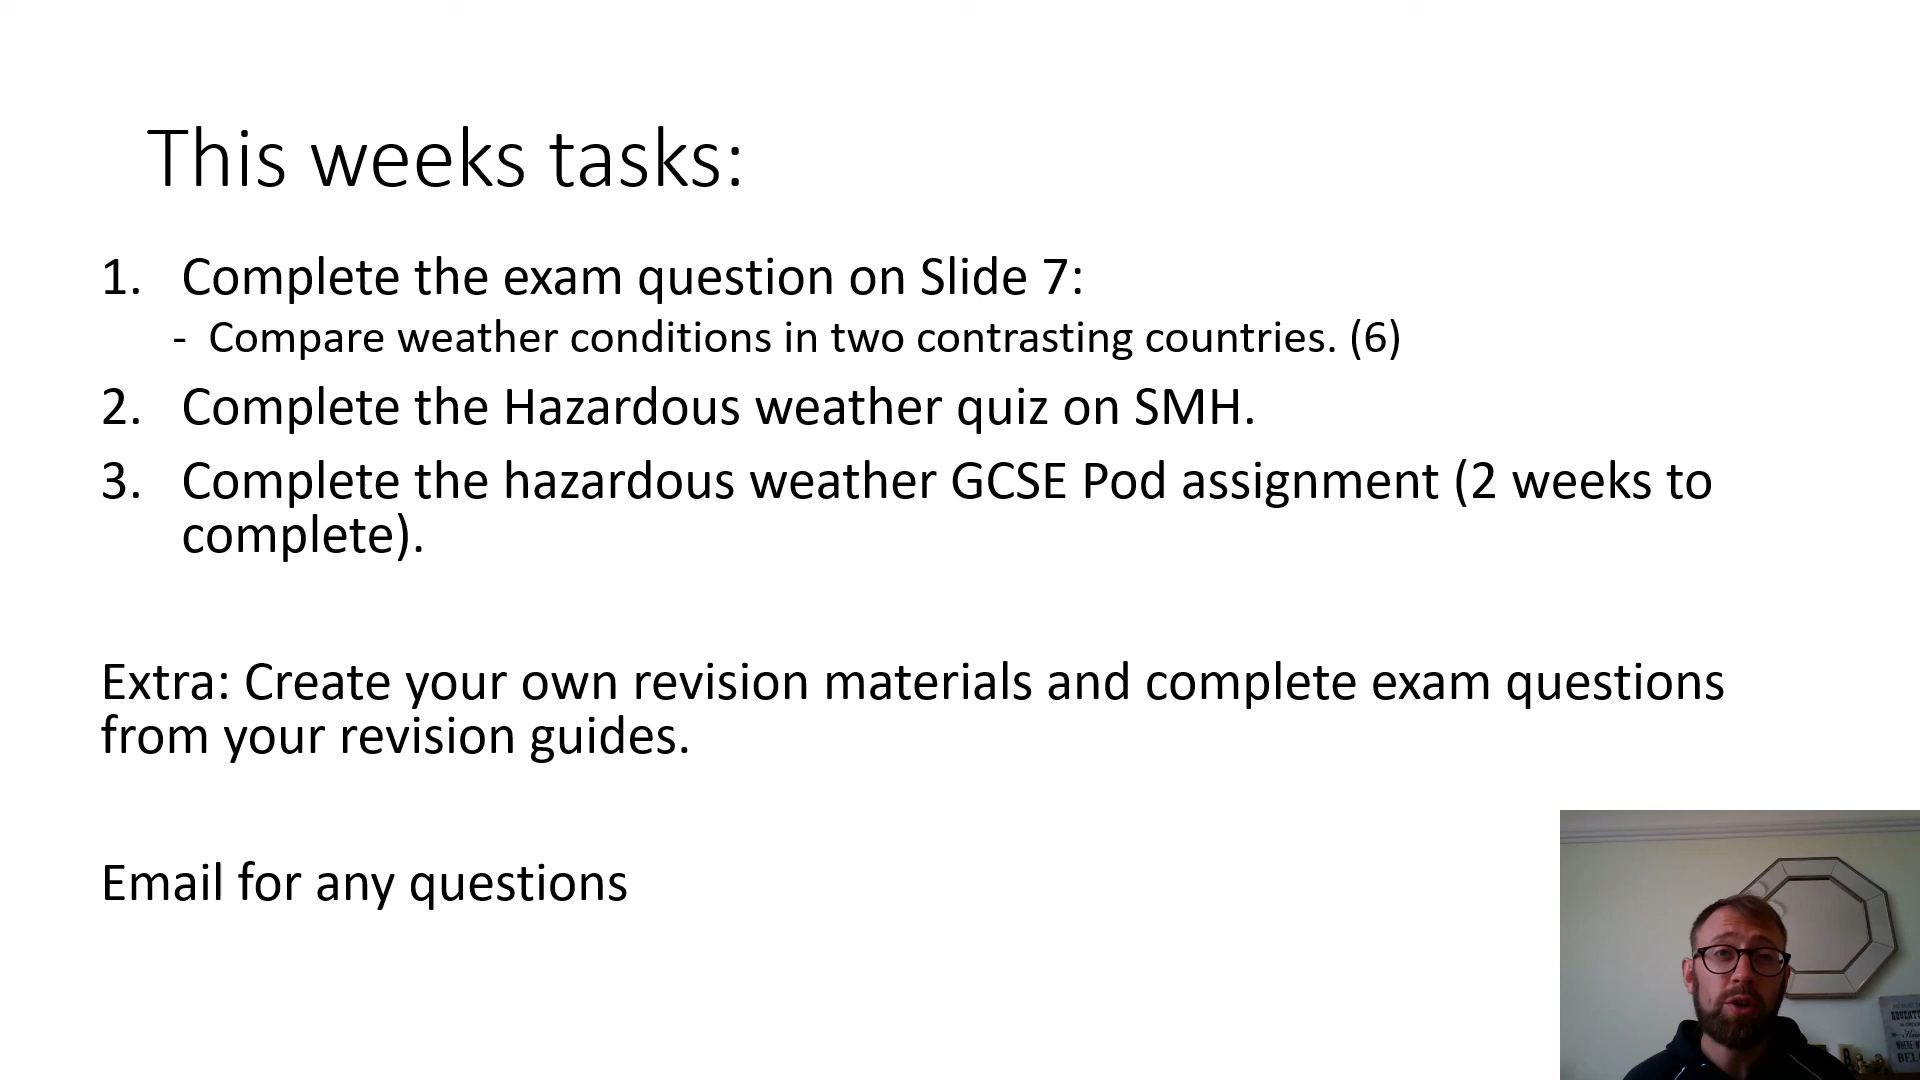 This weeks tasks:
1. Complete the exam question on Slide 7:
- Compare weather conditions in two contrasting countries. (6)
2. Complete the Hazardous weather quiz on SMH.
3. Complete the hazardous weather GCSE Pod assignment (2 weeks to
complete).
Extra: Create your own revision materials and complete exam questions
from your revision guides.
Email for any questions